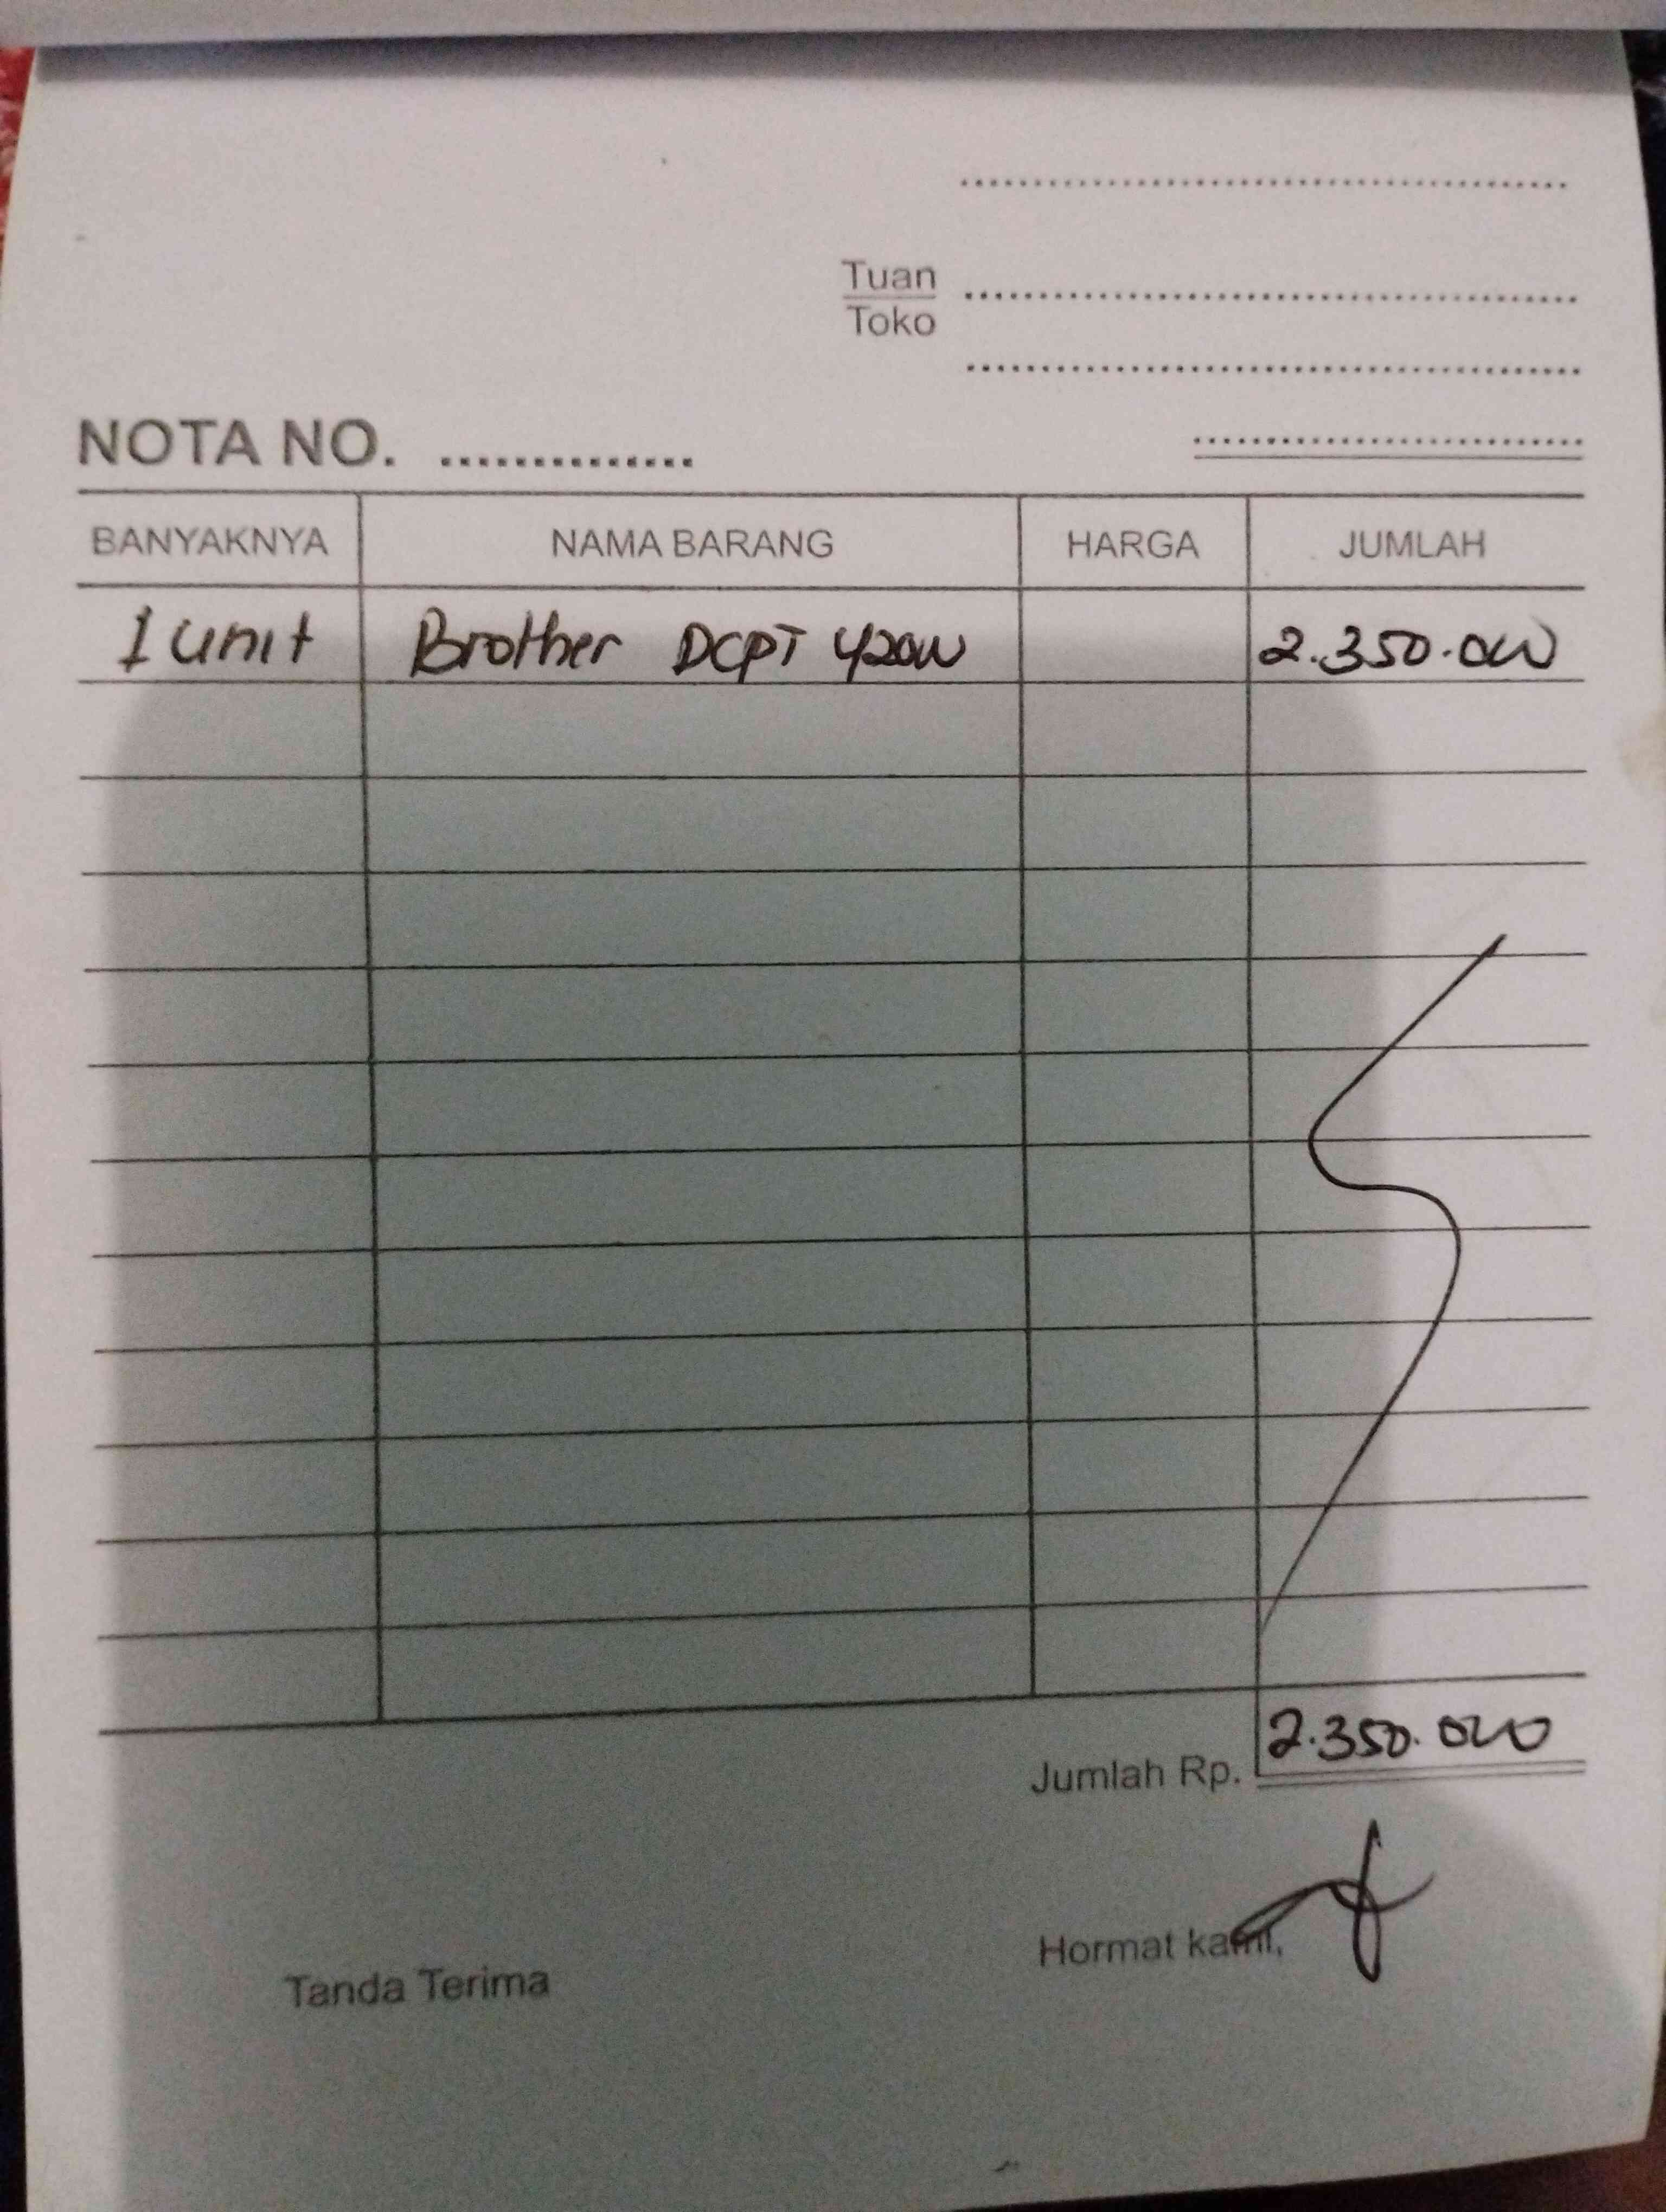 Tuan
Toko
NOTA NO. ..............
BANYAKNYA NAMA BARANG HARGA JUMLAH
1 unit Brother DCPT 420W 2.350.000
Jumlah Rp. 2.350.000
Hormat kami,
Tanda Terima